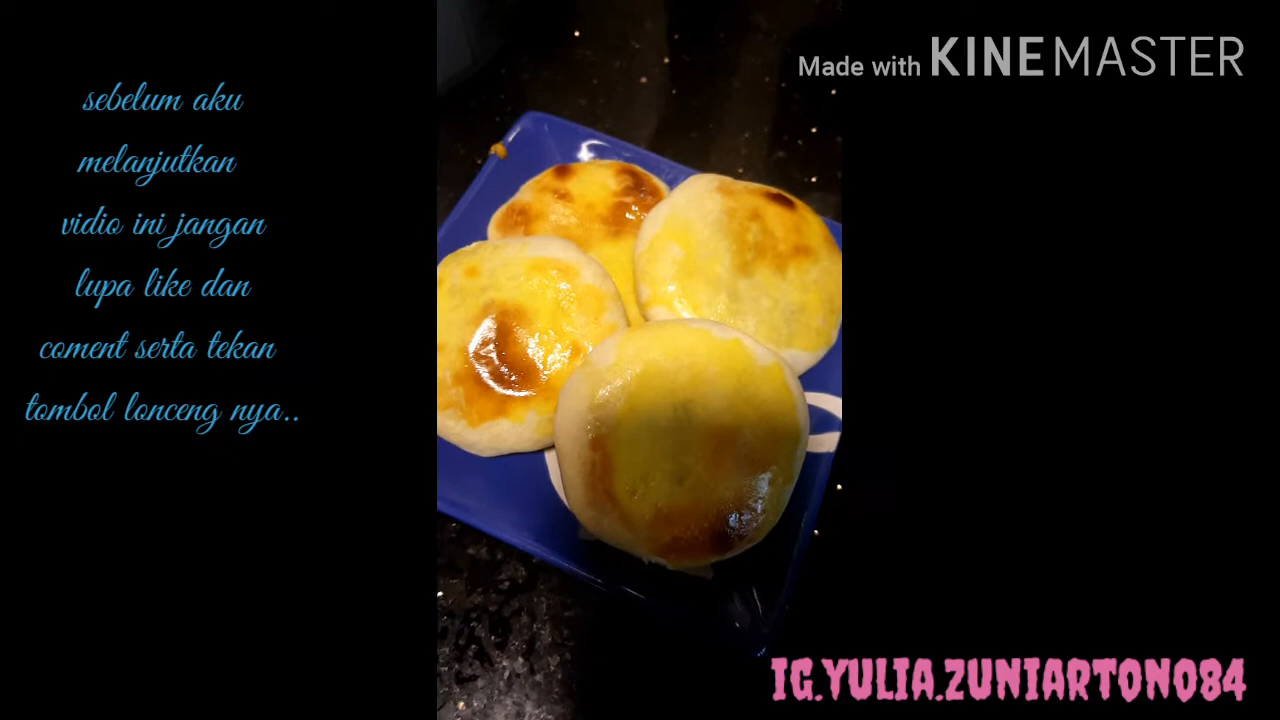 sebelum aku
melanjutkan
vidio ini jangan
lupa like dan
coment serta tekan
tombol lonceng nya..
Made with KINEMASTER
IG.YULIA.ZUNIARTONO84